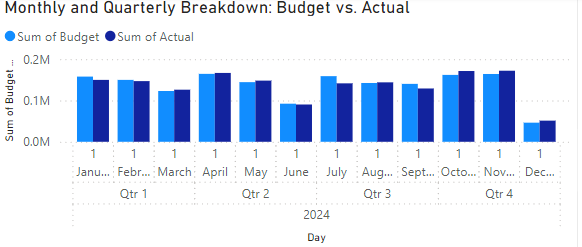 Monthly and Quarterly Breakdown: Budget vs. Actual
Sum of Budget Sum of Actual
Sum of Budget ...
0.2M
0.1M
0.0M
1 1 1 1 1 1 1 1 1 1 1 1
Janu... Febr... March April May June July Aug... Sept... Octo... Nov... Dec...
Qtr 1 Qtr 2 Qtr 3 Qtr 4
2024
Day